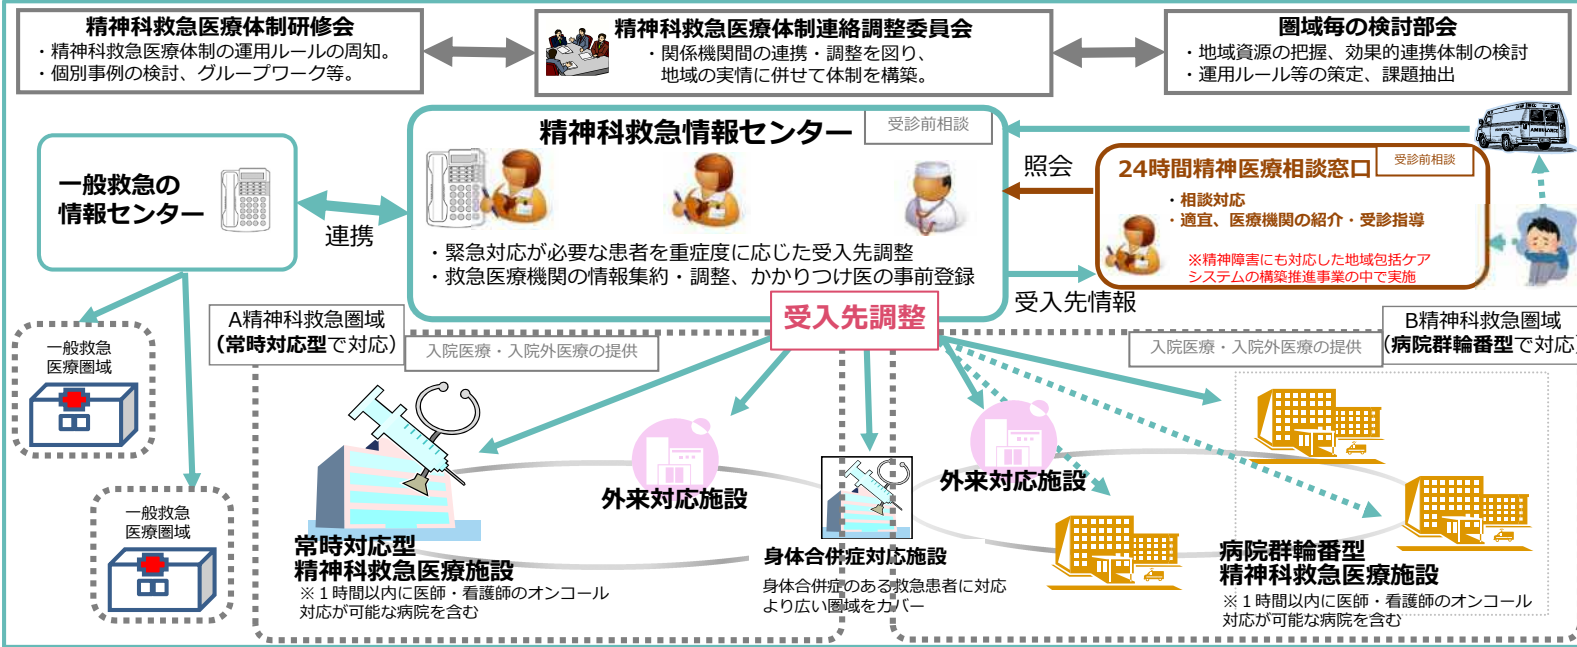 精神科救急医療体制研修会
・精神科救急医療体制の運用ルールの周知。
・個別事例の検討、グループワーク等。
精神科救急医療体制連絡調整委員会
・関係機関間の連携・調整を図り、
地域の実情に併せて体制を構築。
圏域毎の検討部会
・地域資源の把握、効果的連携体制の検討
・運用ルール等の策定、課題抽出
精神科救急情報センター
受診前相談
・緊急対応が必要な患者を重症度に応じた受入先調整
・救急医療機関の情報集約・調整、かかりつけ医の事前登録
一般救急の
情報センター
連携
照会
AMBULANCE
24時間精神医療相談窓口
受診前相談
・相談対応
・適宜、医療機関の紹介・受診指導
※精神障害にも対応した地域包括ケア
システムの構築推進事業の中で実施
受入先情報
受入先調整
A精神科救急圏域
(常時対応型で対応)
入院医療・入院外医療の提供
入院医療・入院外医療の提供
B精神科救急圏域
(病院群輪番型で対応)
一般救急
医療圏域
一般救急
医療圏域
外来対応施設
外来対応施設
常時対応型
精神科救急医療施設
※１時間以内に医師・看護師のオンコール
対応が可能な病院を含む
身体合併症対応施設
身体合併症のある救急患者に対応
より広い圏域をカバー
病院群輪番型
精神科救急医療施設
※１時間以内に医師・看護師のオンコール
対応が可能な病院を含む